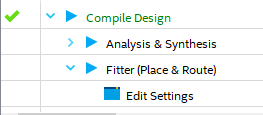 Compile Design
Analysis & Synthesis
Fitter (Place & Route)
Edit Settings